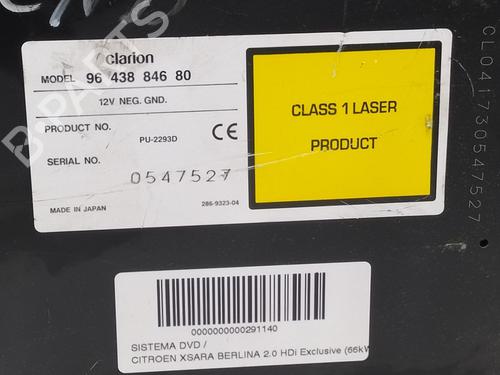 clarion
MODEL 96 438 846 80
12V NEG. GND.
PRODUCT NO. PU-2293D CE
SERIAL NO.
0547527
MADE IN JAPAN 286-9323-04
CLASS 1 LASER
PRODUCT
CL041730547527
0000000000291140
SISTEMA DVD /
CITROEN XSARA BERLINA 2.0 HDi Exclusive (66kW